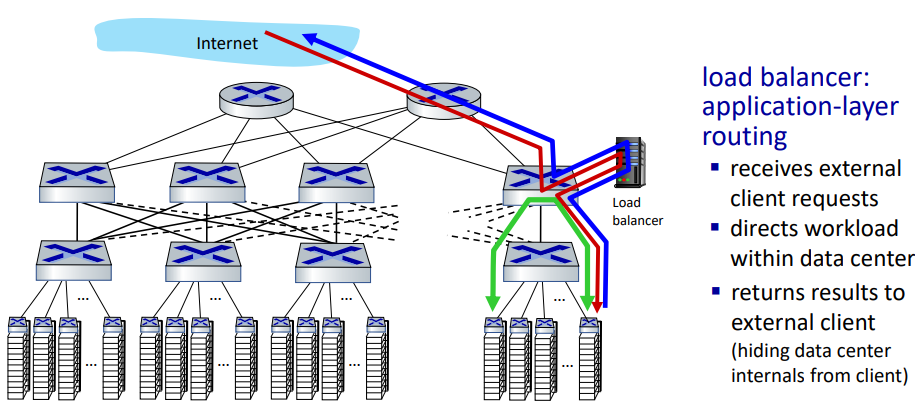 Internet
Load
balancer
...
...
...
...
...
...
...
...
load balancer:
application-layer
routing
▪ receives external
client requests
▪ directs workload
within data center
▪ returns results to
external client
(hiding data center
internals from client)